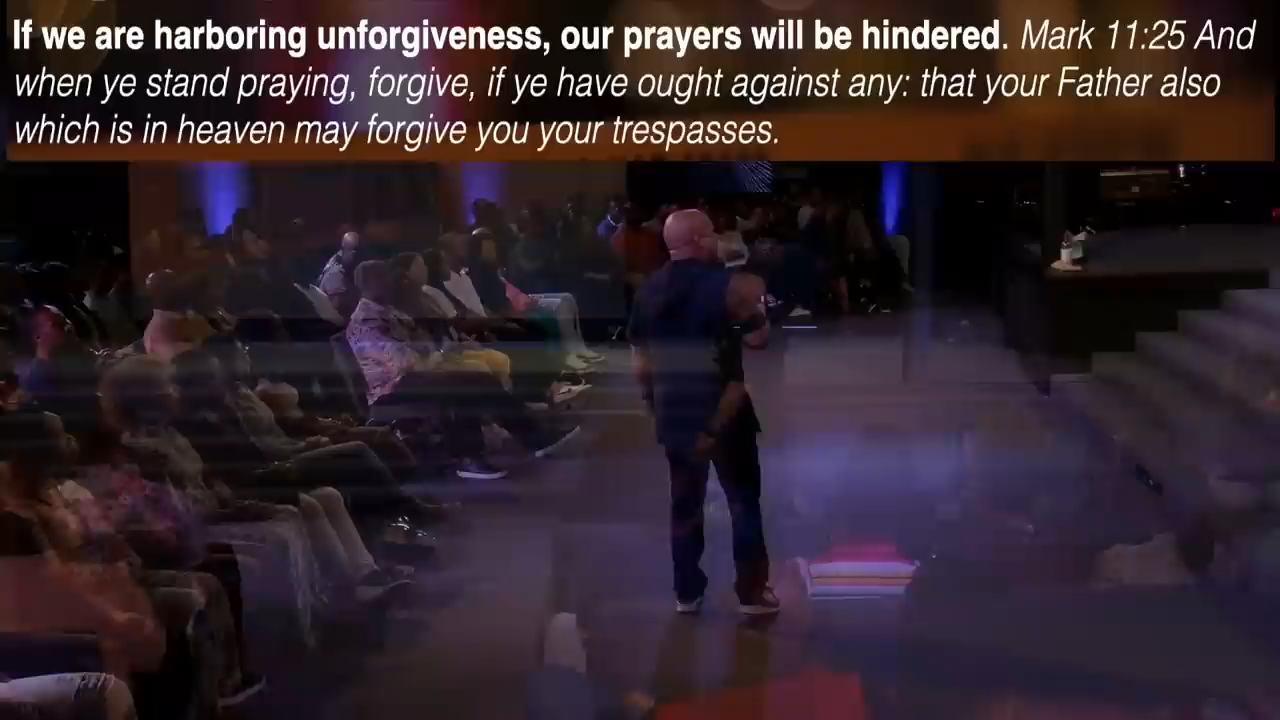 If we are harboring unforgiveness, our prayers will be hindered. Mark 11:25 And
when ye stand praying, forgive, if ye have ought against any: that your Father also
which is in heaven may forgive you your trespasses.